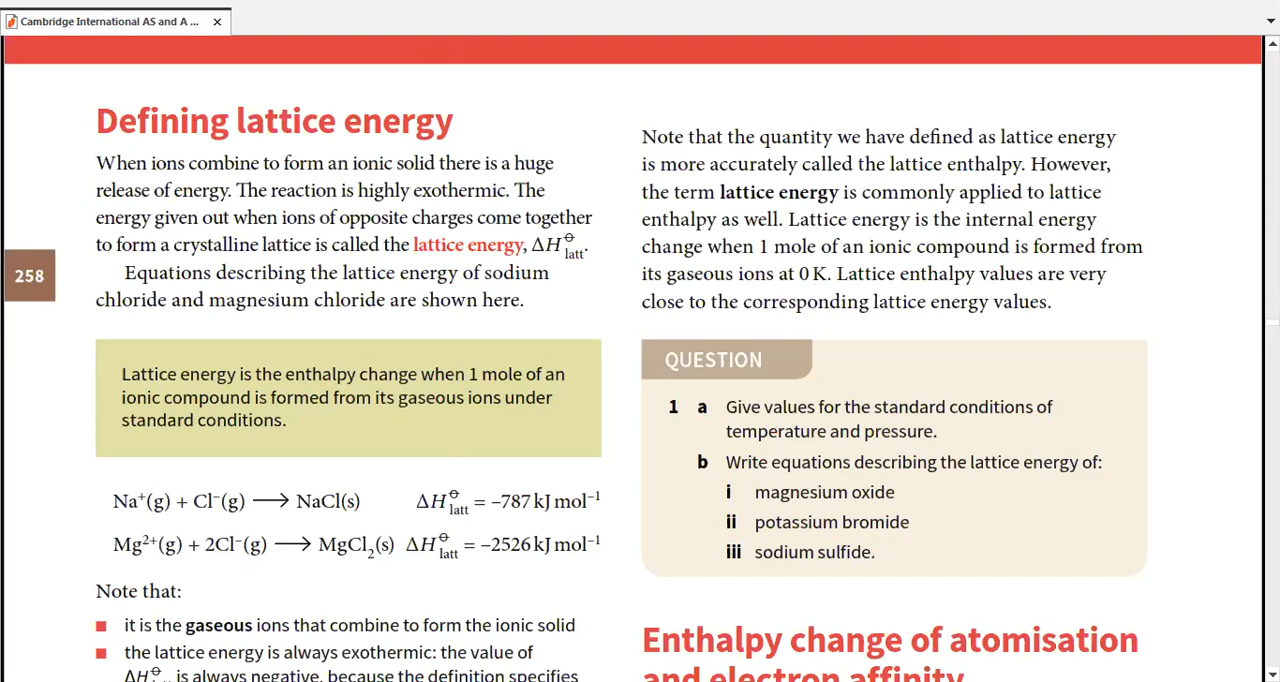 Cambridge International AS and A ...
Defining lattice energy
When ions combine to form an ionic solid there is a huge
release of energy. The reaction is highly exothermic. The
energy given out when ions of opposite charges come together
to form a crystalline lattice is called the lattice energy, ΔH⦵latt.
Equations describing the lattice energy of sodium
chloride and magnesium chloride are shown here.
258
Lattice energy is the enthalpy change when 1 mole of an
ionic compound is formed from its gaseous ions under
standard conditions.
Na⁺(g) + Cl⁻(g) ⟶ NaCl(s) ΔH⦵latt = –787 kJ mol⁻¹
Mg²⁺(g) + 2Cl⁻(g) ⟶ MgCl₂(s) ΔH⦵latt = –2526 kJ mol⁻¹
Note that:
■ it is the gaseous ions that combine to form the ionic solid
■ the lattice energy is always exothermic: the value of
ΔH⦵ is always negative, because the definition specifies
Note that the quantity we have defined as lattice energy
is more accurately called the lattice enthalpy. However,
the term lattice energy is commonly applied to lattice
enthalpy as well. Lattice energy is the internal energy
change when 1 mole of an ionic compound is formed from
its gaseous ions at 0 K. Lattice enthalpy values are very
close to the corresponding lattice energy values.
QUESTION
1 a Give values for the standard conditions of
temperature and pressure.
b Write equations describing the lattice energy of:
i magnesium oxide
ii potassium bromide
iii sodium sulfide.
Enthalpy change of atomisation
and electron affinity